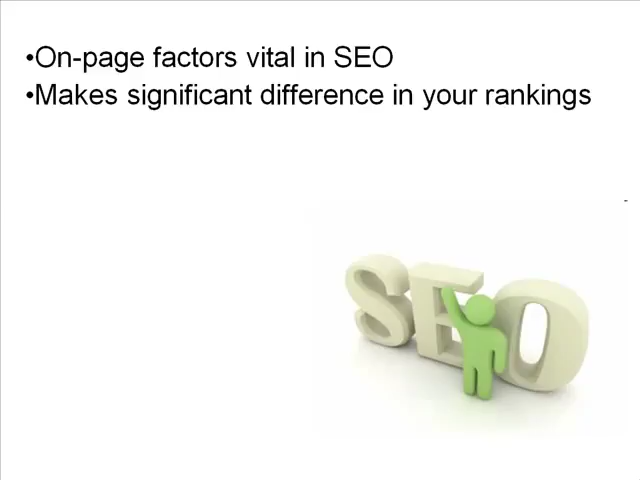 •On-page factors vital in SEO
•Makes significant difference in your rankings
SEO